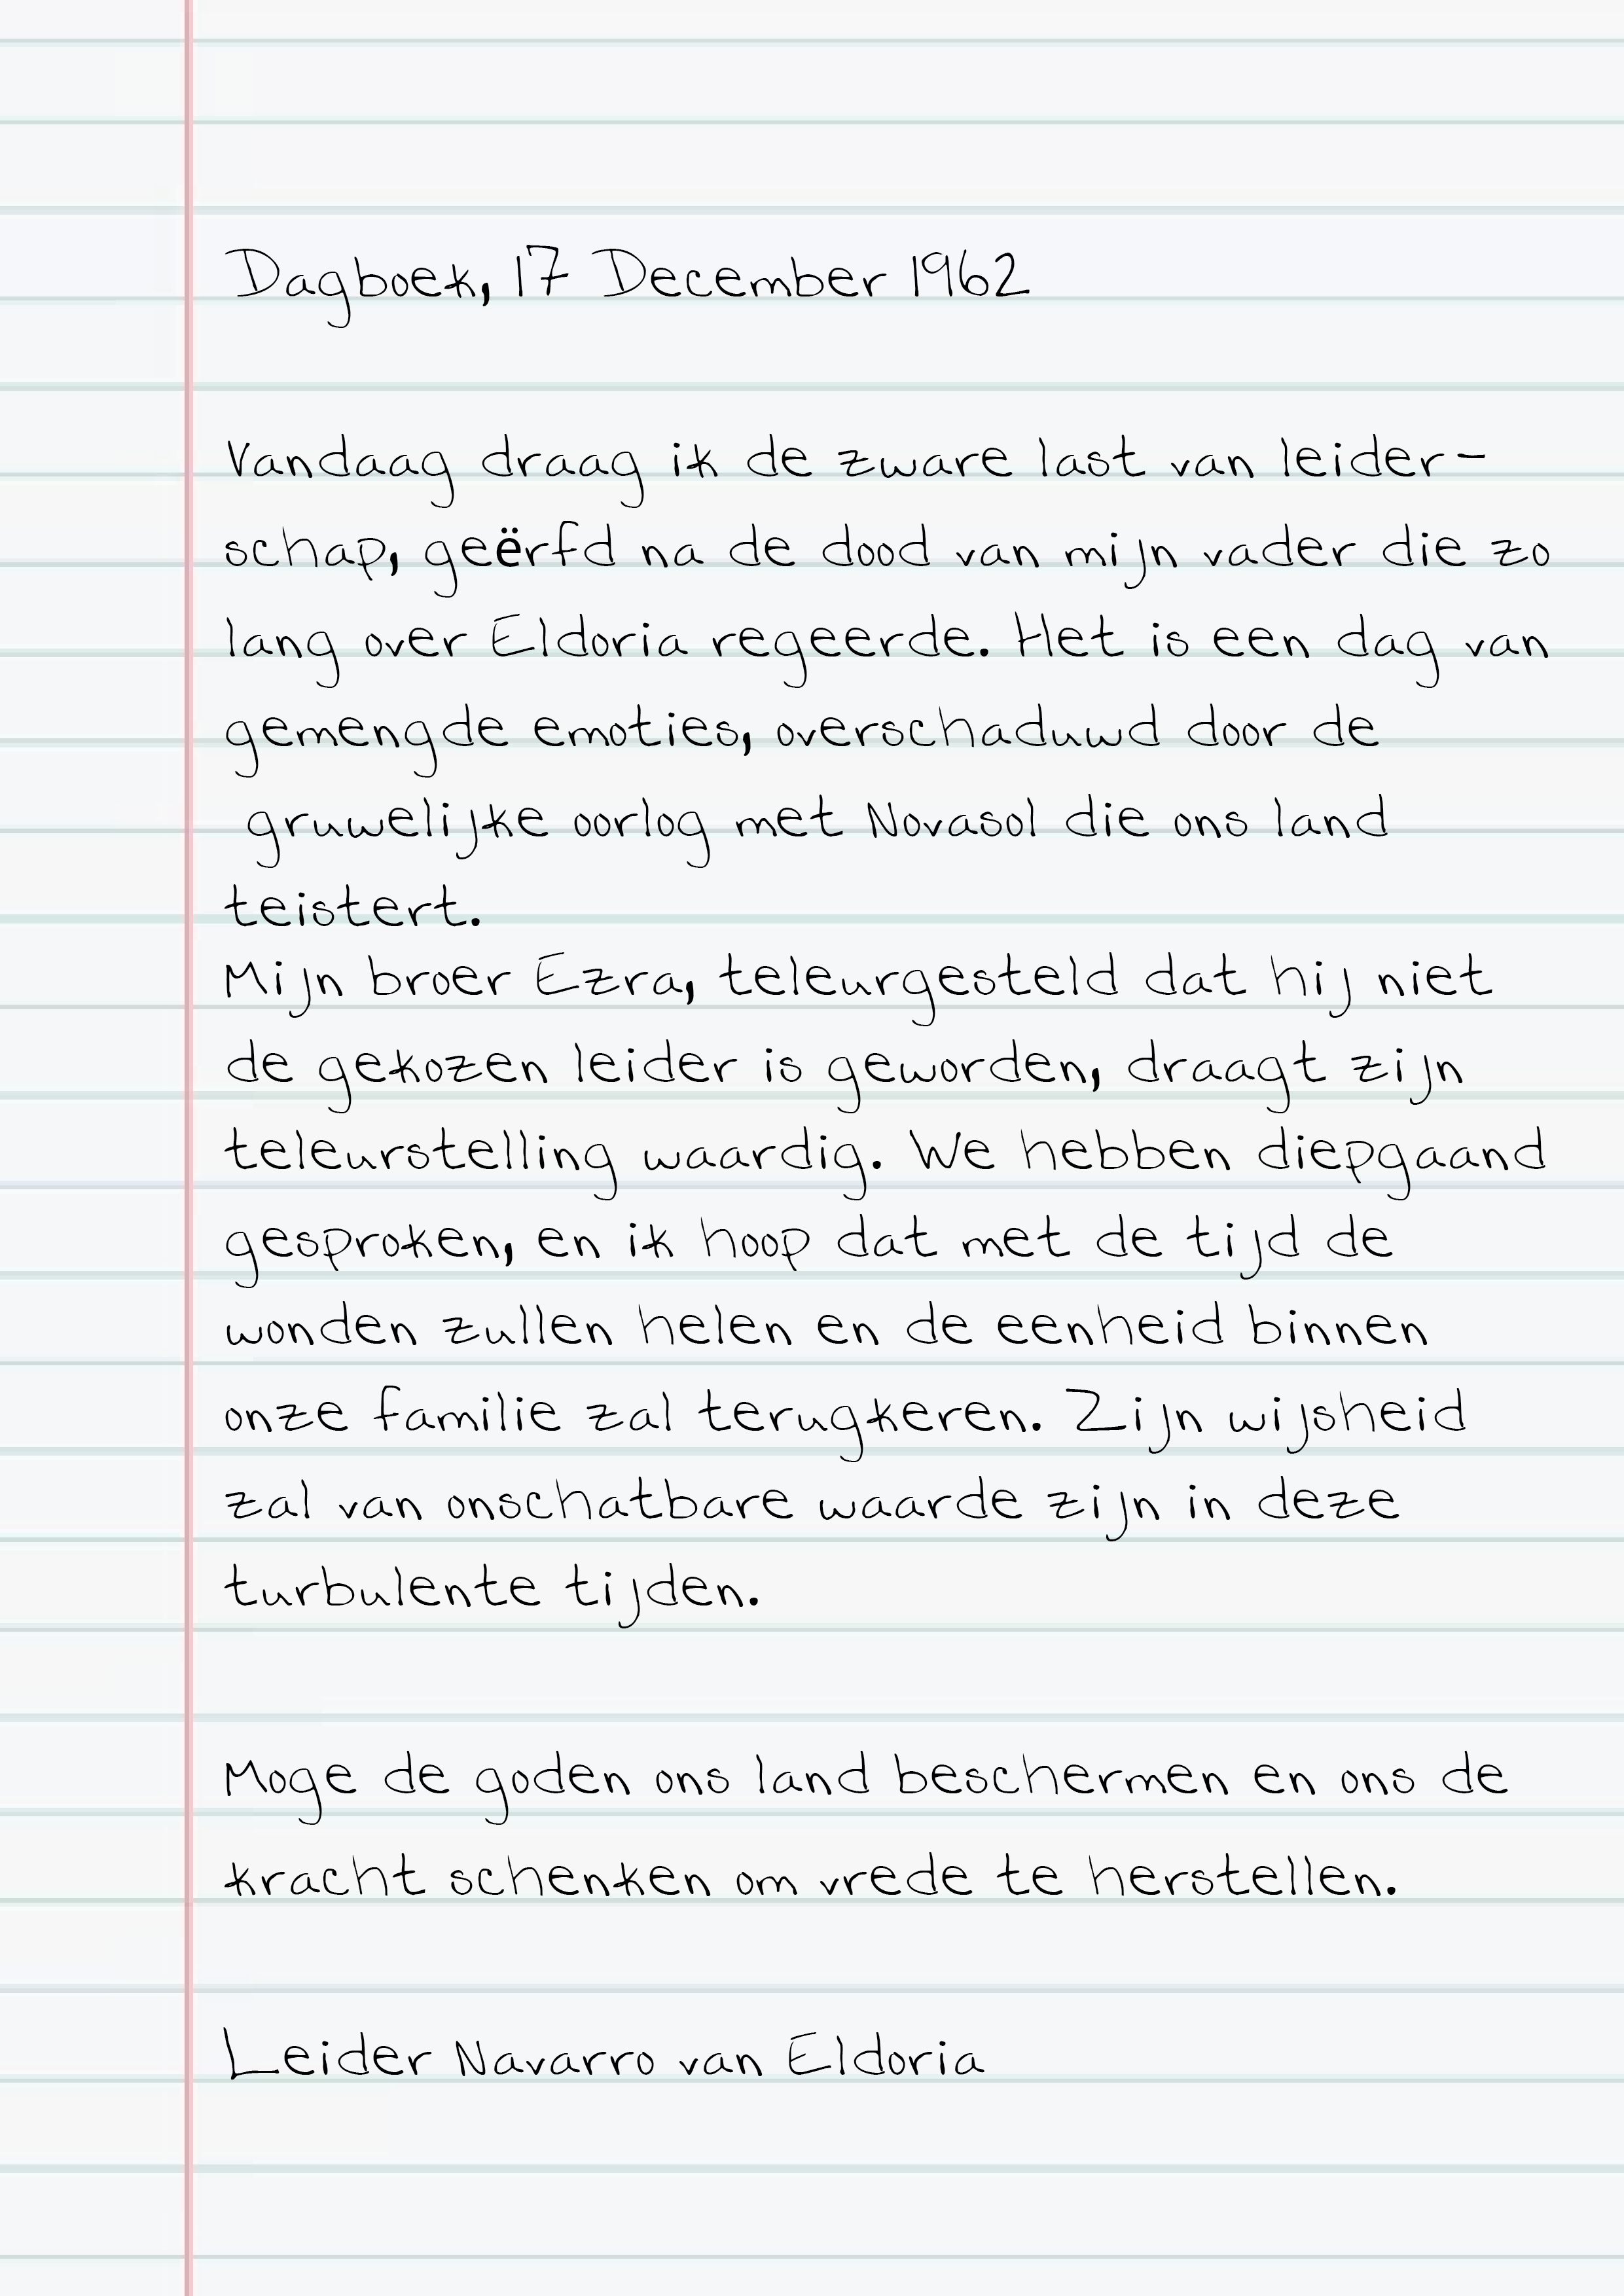 Dagboek, 17 December 1962
Vandaag draag ik de zware last van leider-
schap, geërfd na de dood van mijn vader die zo
lang over Eldoria regeerde. Het is een dag van
gemengde emoties, overschaduwd door de
gruwelijke oorlog met Novasol die ons land
teistert.
Mijn broer Ezra, teleurgesteld dat hij niet
de gekozen leider is geworden, draagt zijn
teleurstelling waardig. We hebben diepgaand
gesproken, en ik hoop dat met de tijd de
wonden zullen helen en de eenheid binnen
onze familie zal terugkeren. Zijn wijsheid
zal van onschatbare waarde zijn in deze
turbulente tijden.
Moge de goden ons land beschermen en ons de
kracht schenken om vrede te herstellen.
Leider Navarro van Eldoria